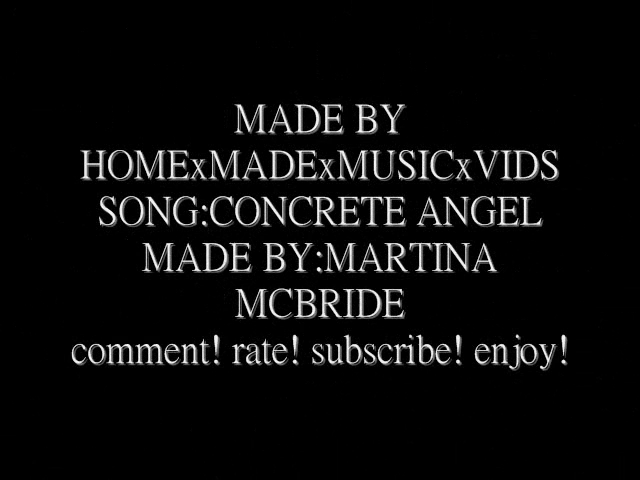 MADE BY
HOMExMADExMUSICxVIDS
SONG:CONCRETE ANGEL
MADE BY:MARTINA
MCBRIDE
comment! rate! subscribe! enjoy!